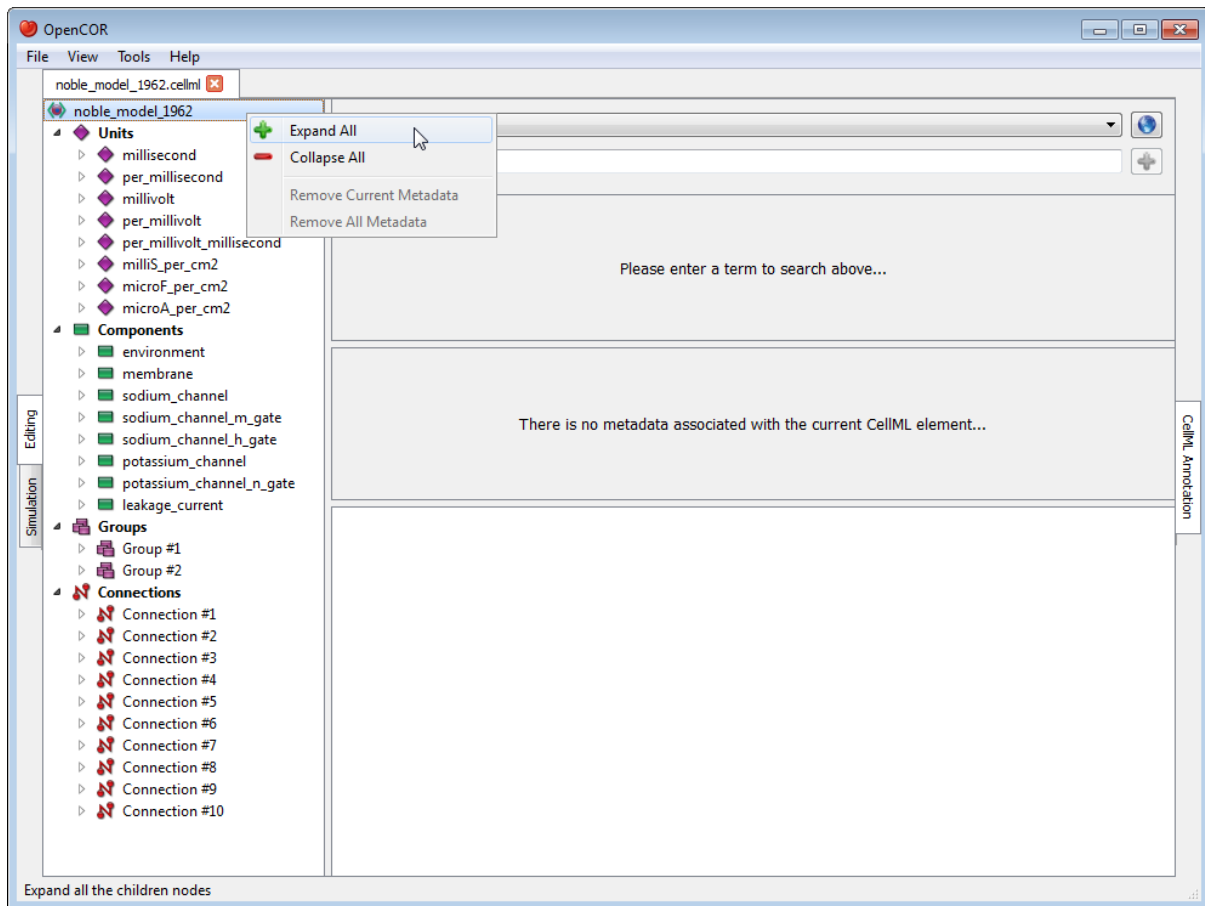 OpenCOR
File View Tools Help
noble_model_1962.cellml
noble_model_1962
Units
millisecond
per_millisecond
millivolt
per_millivolt
per_millivolt_millisecond
milliS_per_cm2
microF_per_cm2
microA_per_cm2
Components
environment
membrane
sodium_channel
sodium_channel_m_gate
sodium_channel_h_gate
potassium_channel
potassium_channel_n_gate
leakage_current
Groups
Group #1
Group #2
Connections
Connection #1
Connection #2
Connection #3
Connection #4
Connection #5
Connection #6
Connection #7
Connection #8
Connection #9
Connection #10
Expand All
Collapse All
Remove Current Metadata
Remove All Metadata
Please enter a term to search above...
There is no metadata associated with the current CellML element...
Editing
Simulation
CellML Annotation
Expand all the children nodes